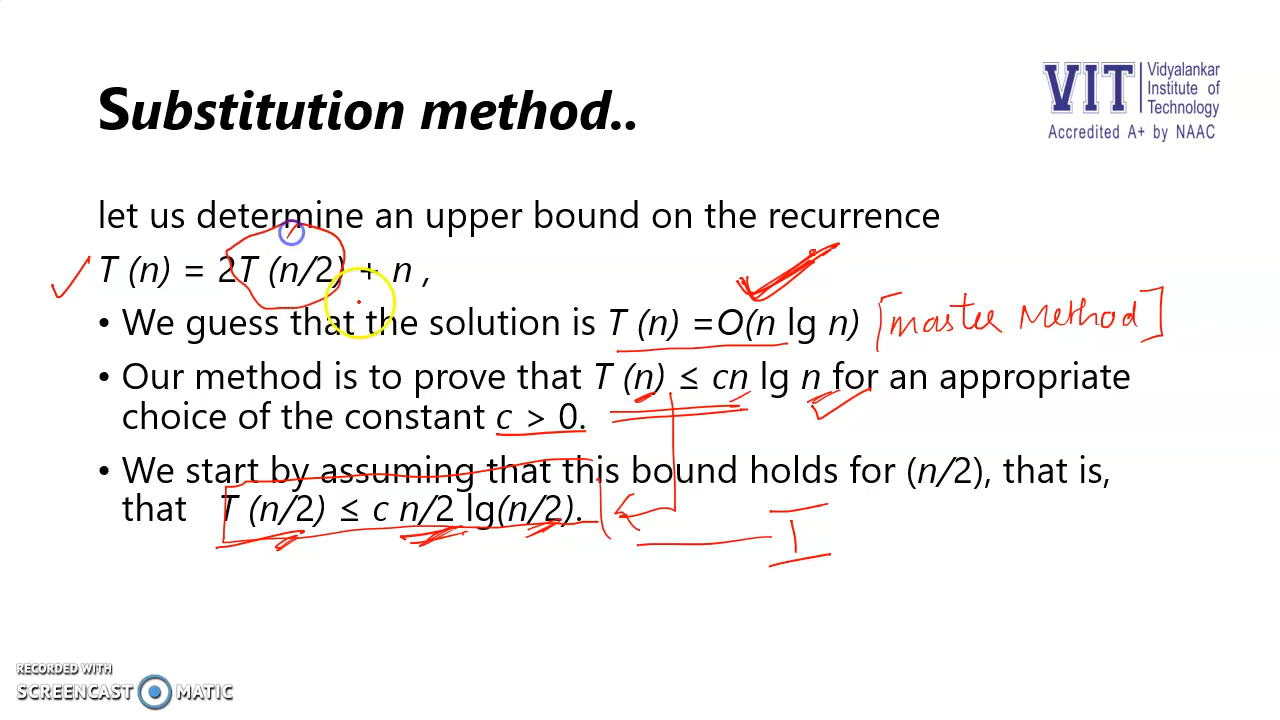 Substitution method..
VIT
Vidyalankar
Institute of
Technology
Accredited A+ by NAAC
let us determine an upper bound on the recurrence
T (n) = 2T (n/2) + n ,
• We guess that the solution is T (n) =O(n lg n) [master Method]
• Our method is to prove that T (n) ≤ cn lg n for an appropriate
choice of the constant c > 0.
• We start by assuming that this bound holds for (n/2), that is,
that T (n/2) ≤ c n/2 lg(n/2).
I
RECORDED WITH
SCREENCAST MATIC